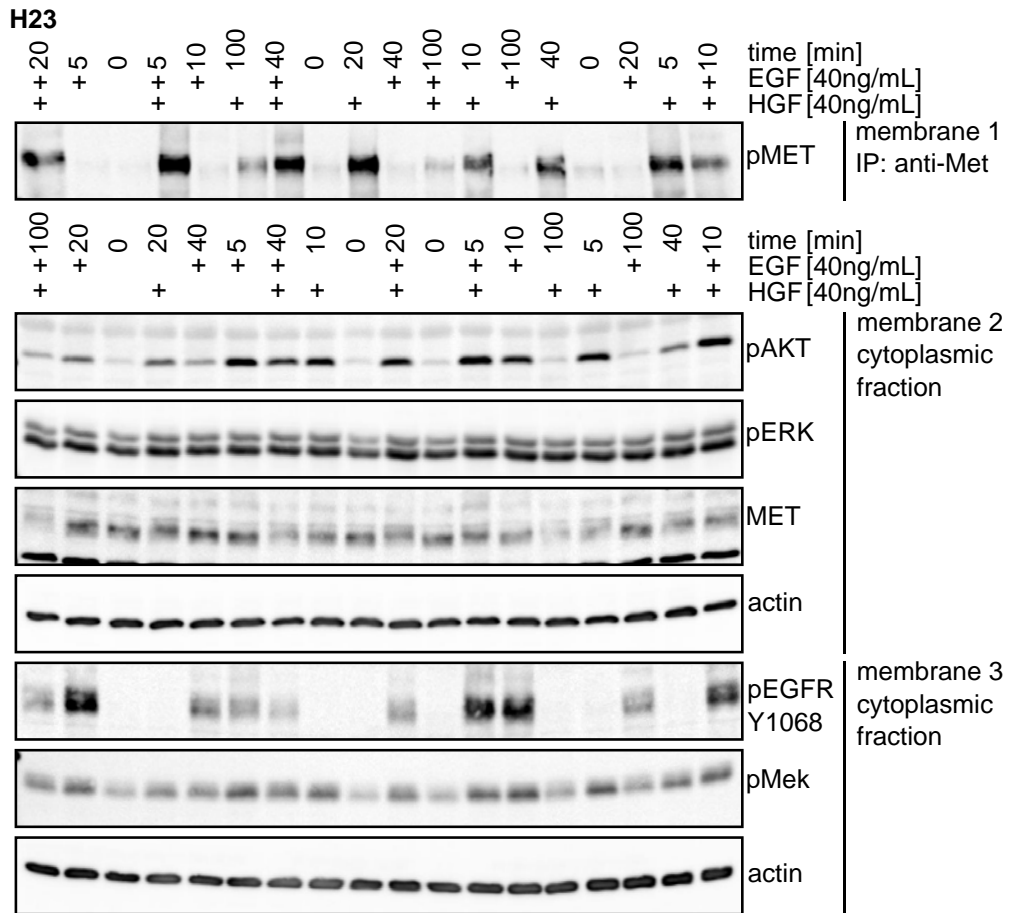 H23
20 5 0 5 10 100 40 0 20 40 100 10 100 40 0 20 5 10 time [min]
+ + + + + + + + + + EGF [40ng/mL]
+ + + + + + + + + + HGF [40ng/mL]
pMET
membrane 1
IP: anti-Met
100 20 0 20 40 5 40 10 0 20 0 5 10 100 5 100 40 10 time [min]
+ + + + + + + + + + EGF [40ng/mL]
+ + + + + + + + + + HGF [40ng/mL]
pAKT
pERK
MET
actin
membrane 2
cytoplasmic
fraction
pEGFR
Y1068
pMek
actin
membrane 3
cytoplasmic
fraction